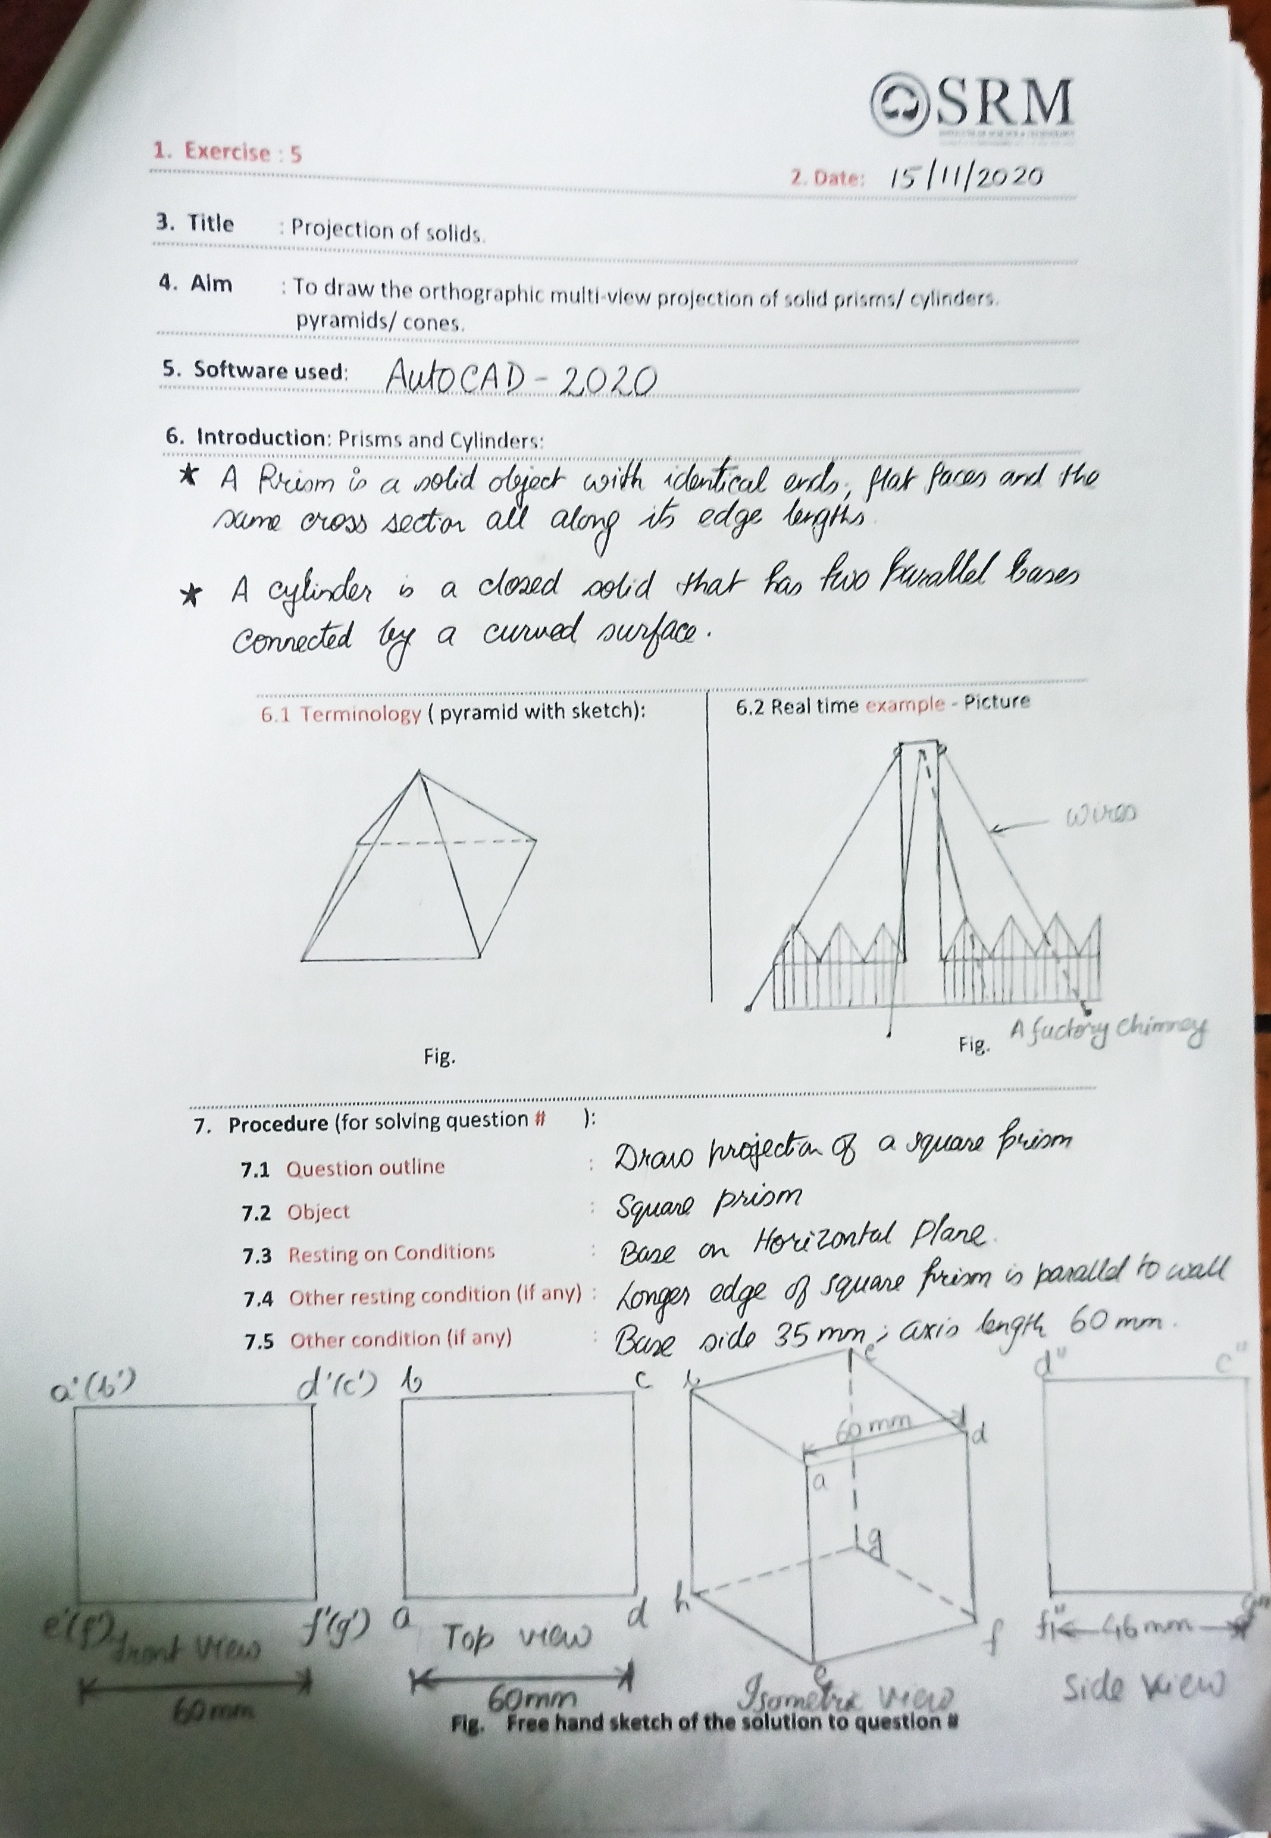 SRM
1. Exercise : 5
2. Date: 15/11/2020
3. Title : Projection of solids.
4. Aim : To draw the orthographic multi-view projection of solid prisms/ cylinders.
pyramids/ cones.
5. Software used: AutoCAD - 2020
6. Introduction: Prisms and Cylinders:
★ A Prism is a solid object with identical ends, flat faces and the
same cross section all along its edge lengths.
★ A cylinder is a closed solid that has two parallel bases
connected by a curved surface.
6.1 Terminology ( pyramid with sketch):
6.2 Real time example - Picture
wires
Fig.
Fig. A factory chimney
7. Procedure (for solving question # ):
7.1 Question outline : Draw projection of a square prism
7.2 Object : Square prism
7.3 Resting on Conditions : Base on Horizontal Plane.
7.4 Other resting condition (if any) : Longer edge of square prism is parallel to wall
7.5 Other condition (if any) : Base side 35 mm; axis length 60 mm.
a'(b') d'(c') b c b c d" c"
60 mm d
a
g
h
e'(f') f'(g') a d f f"
front view Top view e 46 mm
60 mm 60mm Isometric view side view
Fig. Free hand sketch of the solution to question #